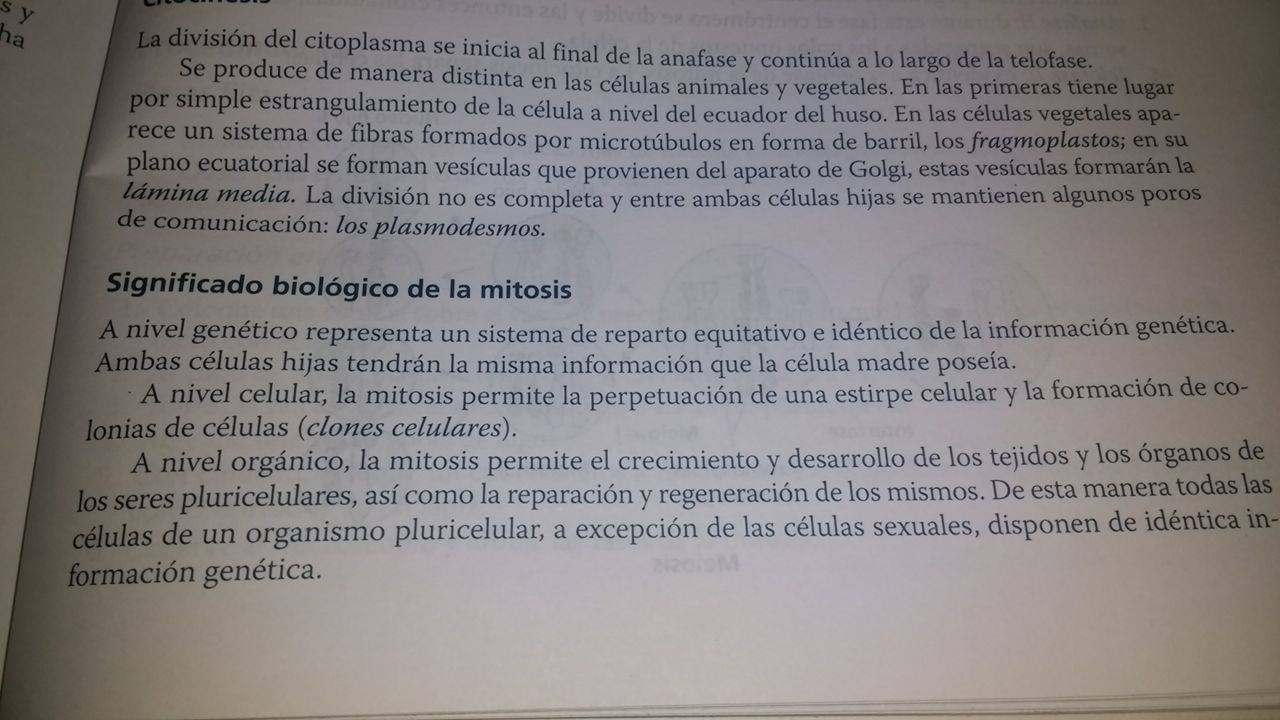 s y
ha
Citocinesis
La división del citoplasma se inicia al final de la anafase y continúa a lo largo de la telofase.
Se produce de manera distinta en las células animales y vegetales. En las primeras tiene lugar
por simple estrangulamiento de la célula a nivel del ecuador del huso. En las células vegetales apa-
rece un sistema de fibras formados por microtúbulos en forma de barril, los fragmoplastos; en su
plano ecuatorial se forman vesículas que provienen del aparato de Golgi, estas vesículas formarán la
lámina media. La división no es completa y entre ambas células hijas se mantienen algunos poros
de comunicación: los plasmodesmos.
Significado biológico de la mitosis
A nivel genético representa un sistema de reparto equitativo e idéntico de la información genética.
Ambas células hijas tendrán la misma información que la célula madre poseía.
A nivel celular, la mitosis permite la perpetuación de una estirpe celular y la formación de co-
lonias de células (clones celulares).
A nivel orgánico, la mitosis permite el crecimiento y desarrollo de los tejidos y los órganos de
los seres pluricelulares, así como la reparación y regeneración de los mismos. De esta manera todas las
células de un organismo pluricelular, a excepción de las células sexuales, disponen de idéntica in-
formación genética.